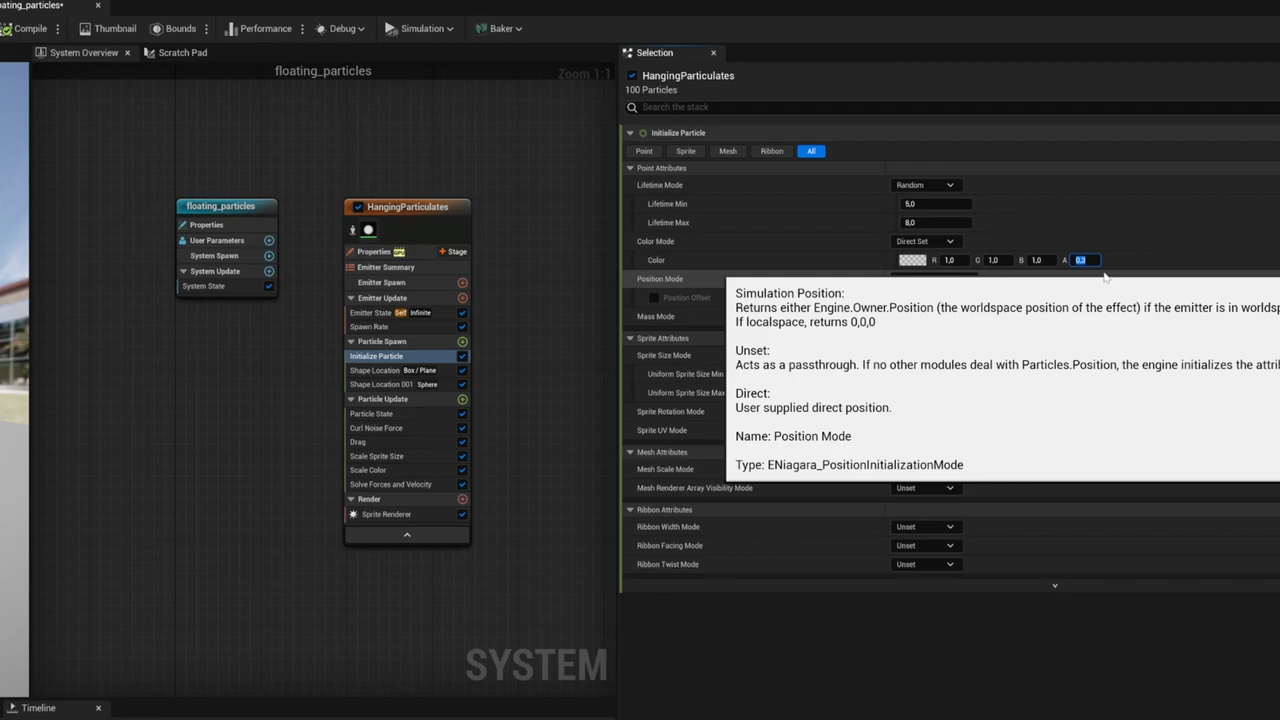 oating_particles*
Compile
Thumbnail
Bounds
Performance
Debug
Simulation
Baker
System Overview
Scratch Pad
floating_particles
Zoom 1:1
floating_particles
Properties
User Parameters
System Spawn
System Update
System State
HangingParticulates
Properties
GPU
Stage
Emitter Summary
Emitter Spawn
Emitter Update
Emitter State Self Infinite
Spawn Rate
Particle Spawn
Initialize Particle
Shape Location Box / Plane
Shape Location 001 Sphere
Particle Update
Particle State
Curl Noise Force
Drag
Scale Sprite Size
Scale Color
Solve Forces and Velocity
Render
Sprite Renderer
SYSTEM
Timeline
Selection
HangingParticulates
100 Particles
Search the stack
Initialize Particle
Point Sprite Mesh Ribbon All
Point Attributes
Lifetime Mode Random
Lifetime Min 5,0
Lifetime Max 8,0
Color Mode Direct Set
Color R 1,0 G 1,0 B 1,0 A 0,3
Position Mode
Position Offset
Mass Mode
Sprite Attributes
Sprite Size Mode
Uniform Sprite Size Min
Uniform Sprite Size Max
Sprite Rotation Mode
Sprite UV Mode
Mesh Attributes
Mesh Scale Mode
Mesh Renderer Array Visibility Mode Unset
Ribbon Attributes
Ribbon Width Mode Unset
Ribbon Facing Mode Unset
Ribbon Twist Mode Unset
Simulation Position:
Returns either Engine.Owner.Position (the worldspace position of the effect) if the emitter is in worldsp
If localspace, returns 0,0,0
Unset:
Acts as a passthrough. If no other modules deal with Particles.Position, the engine initializes the attri
Direct:
User supplied direct position.
Name: Position Mode
Type: ENiagara_PositionInitializationMode